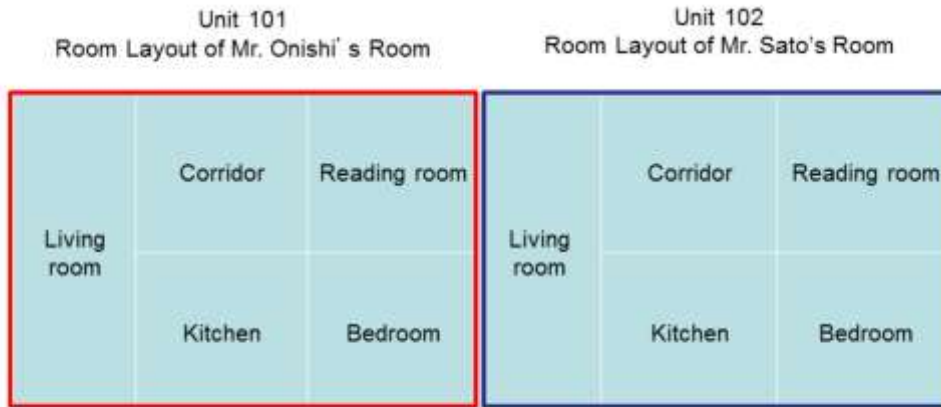 Unit 101
Room Layout of Mr. Onishi' s Room
Unit 102
Room Layout of Mr. Sato's Room
Corridor
Reading room
Living
room
Kitchen
Bedroom
Corridor
Reading room
Living
room
Kitchen
Bedroom